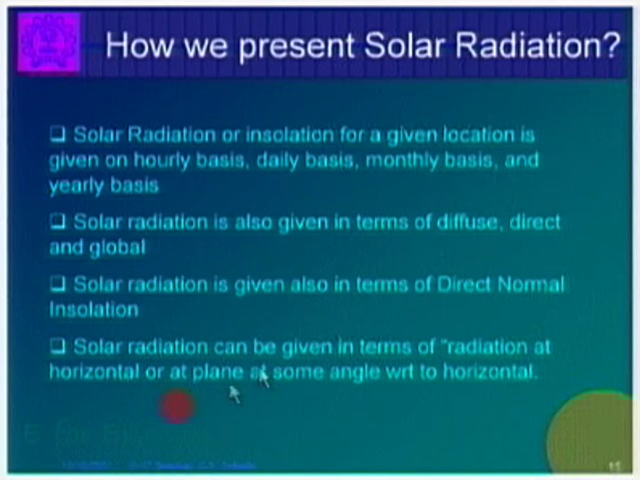 How we present Solar Radiation?
❑ Solar Radiation or insolation for a given location is
given on hourly basis, daily basis, monthly basis, and
yearly basis
❑ Solar radiation is also given in terms of diffuse, direct
and global
❑ Solar radiation is given also in terms of Direct Normal
Insolation
❑ Solar radiation can be given in terms of "radiation at
horizontal or at plane at some angle wrt to horizontal.
15